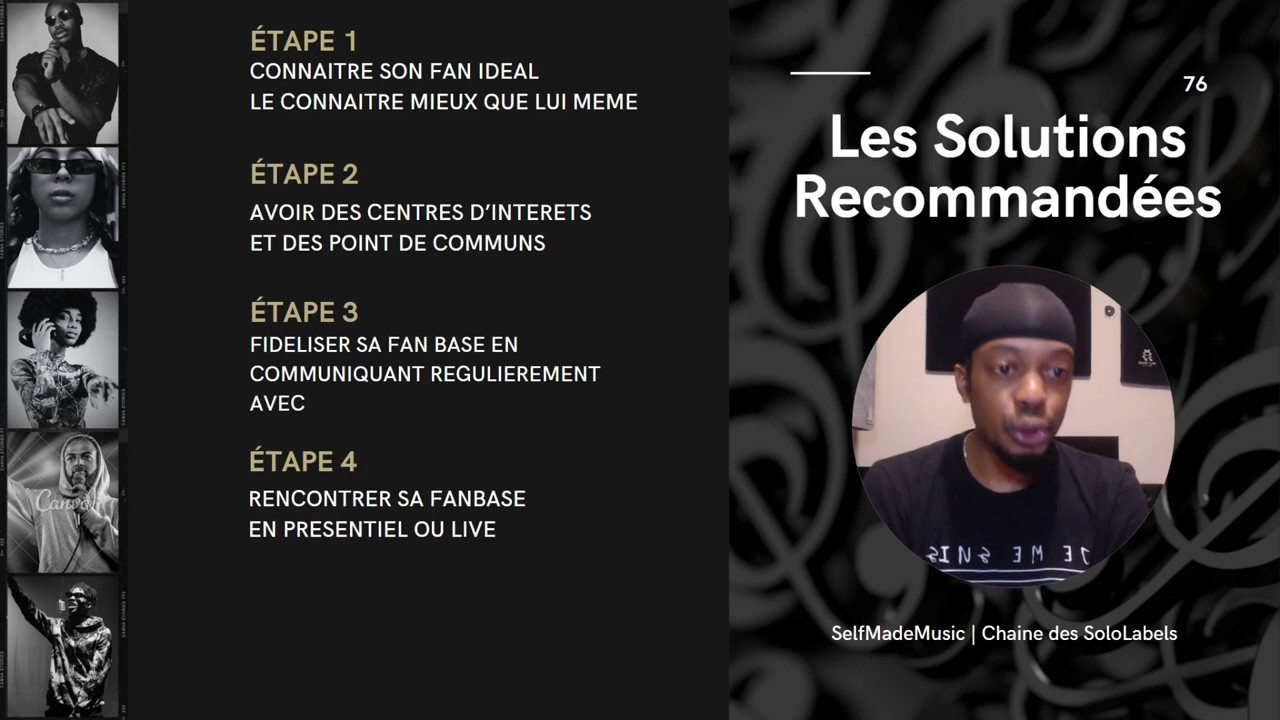 ÉTAPE 1
CONNAITRE SON FAN IDEAL
LE CONNAITRE MIEUX QUE LUI MEME
ÉTAPE 2
AVOIR DES CENTRES D'INTERETS
ET DES POINT DE COMMUNS
ÉTAPE 3
FIDELISER SA FAN BASE EN
COMMUNIQUANT REGULIEREMENT
AVEC
ÉTAPE 4
RENCONTRER SA FANBASE
EN PRESENTIEL OU LIVE
76
Les Solutions
Recommandées
SelfMadeMusic | Chaine des SoloLabels
Canva